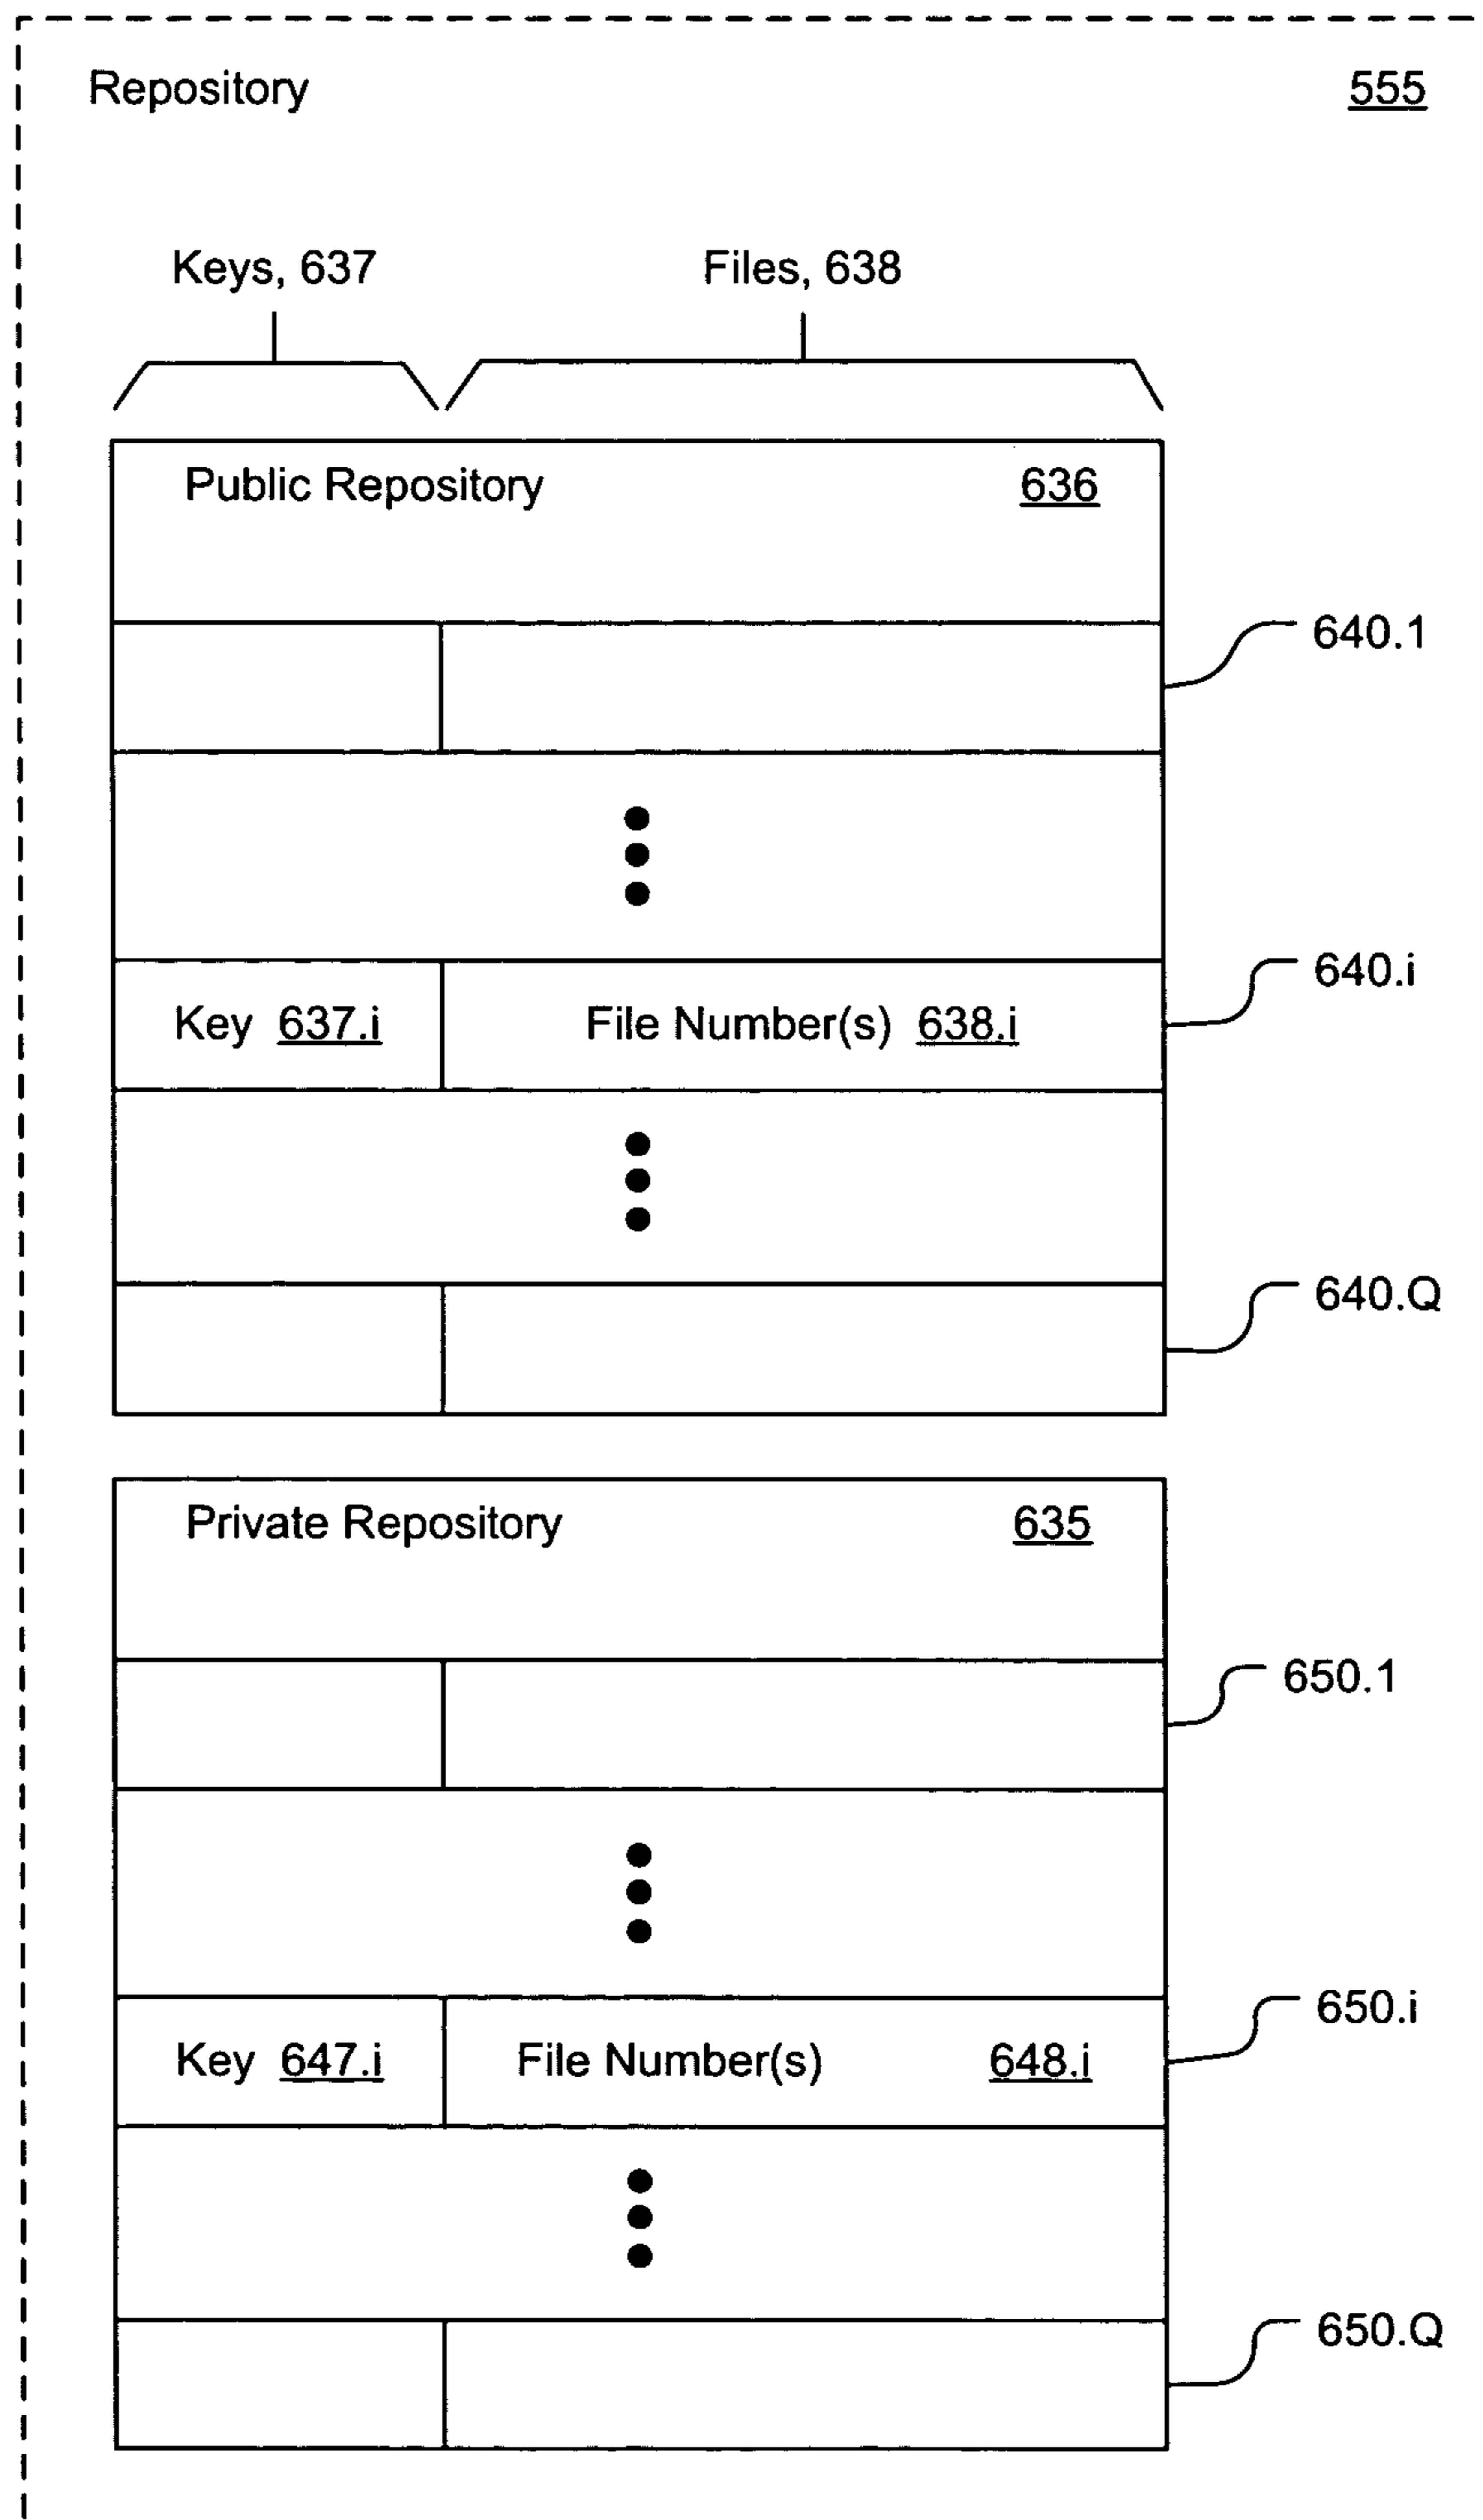 Repository 555
Keys, 637 Files, 638
Public Repository 636
640.1
640.i
Key 637.i File Number(s) 638.i
640.Q
Private Repository 635
650.1
650.i
Key 647.i File Number(s) 648.i
650.Q